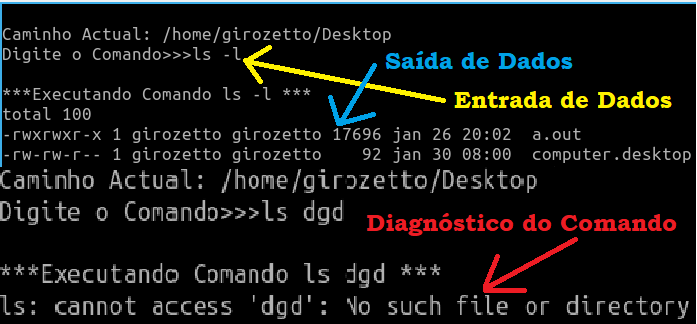 Caminho Actual: /home/girozetto/Desktop
Digite o Comando>>>ls -l
Saída de Dados
***Executando Comando ls -l ***
Entrada de Dados
total 100
-rwxrwxr-x 1 girozetto girozetto 17696 jan 26 20:02  a.out
-rw-rw-r-- 1 girozetto girozetto    92 jan 30 08:00  computer.desktop
Caminho Actual: /home/girozetto/Desktop
Digite o Comando>>>ls dgd
Diagnóstico do Comando
***Executando Comando ls dgd ***
ls: cannot access 'dgd': No such file or directory